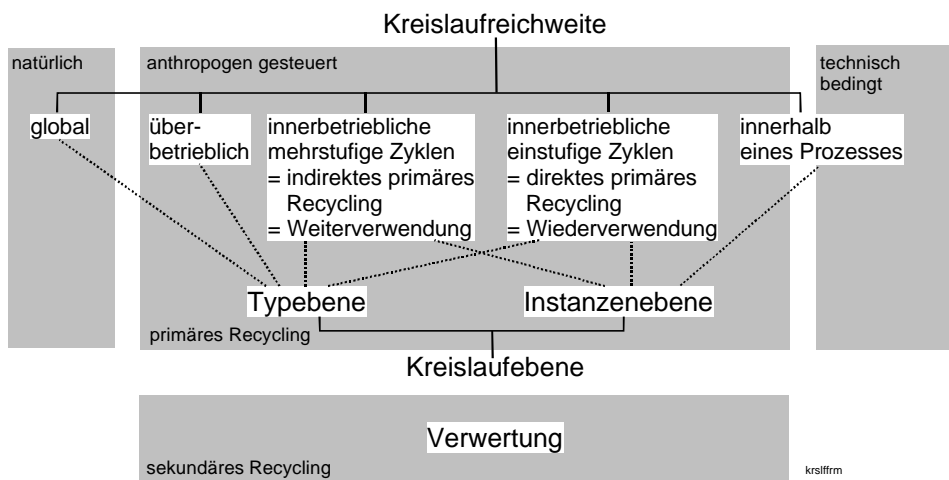 Kreislaufreichweite
natürlich
anthropogen gesteuert
technisch
bedingt
global
über-
betrieblich
innerbetriebliche
mehrstufige Zyklen
= indirektes primäres
Recycling
= Weiterverwendung
innerbetriebliche
einstufige Zyklen
= direktes primäres
Recycling
= Wiederverwendung
innerhalb
eines Prozesses
Typebene
Instanzenebene
primäres Recycling
Kreislaufebene
Verwertung
sekundäres Recycling
krslffrm